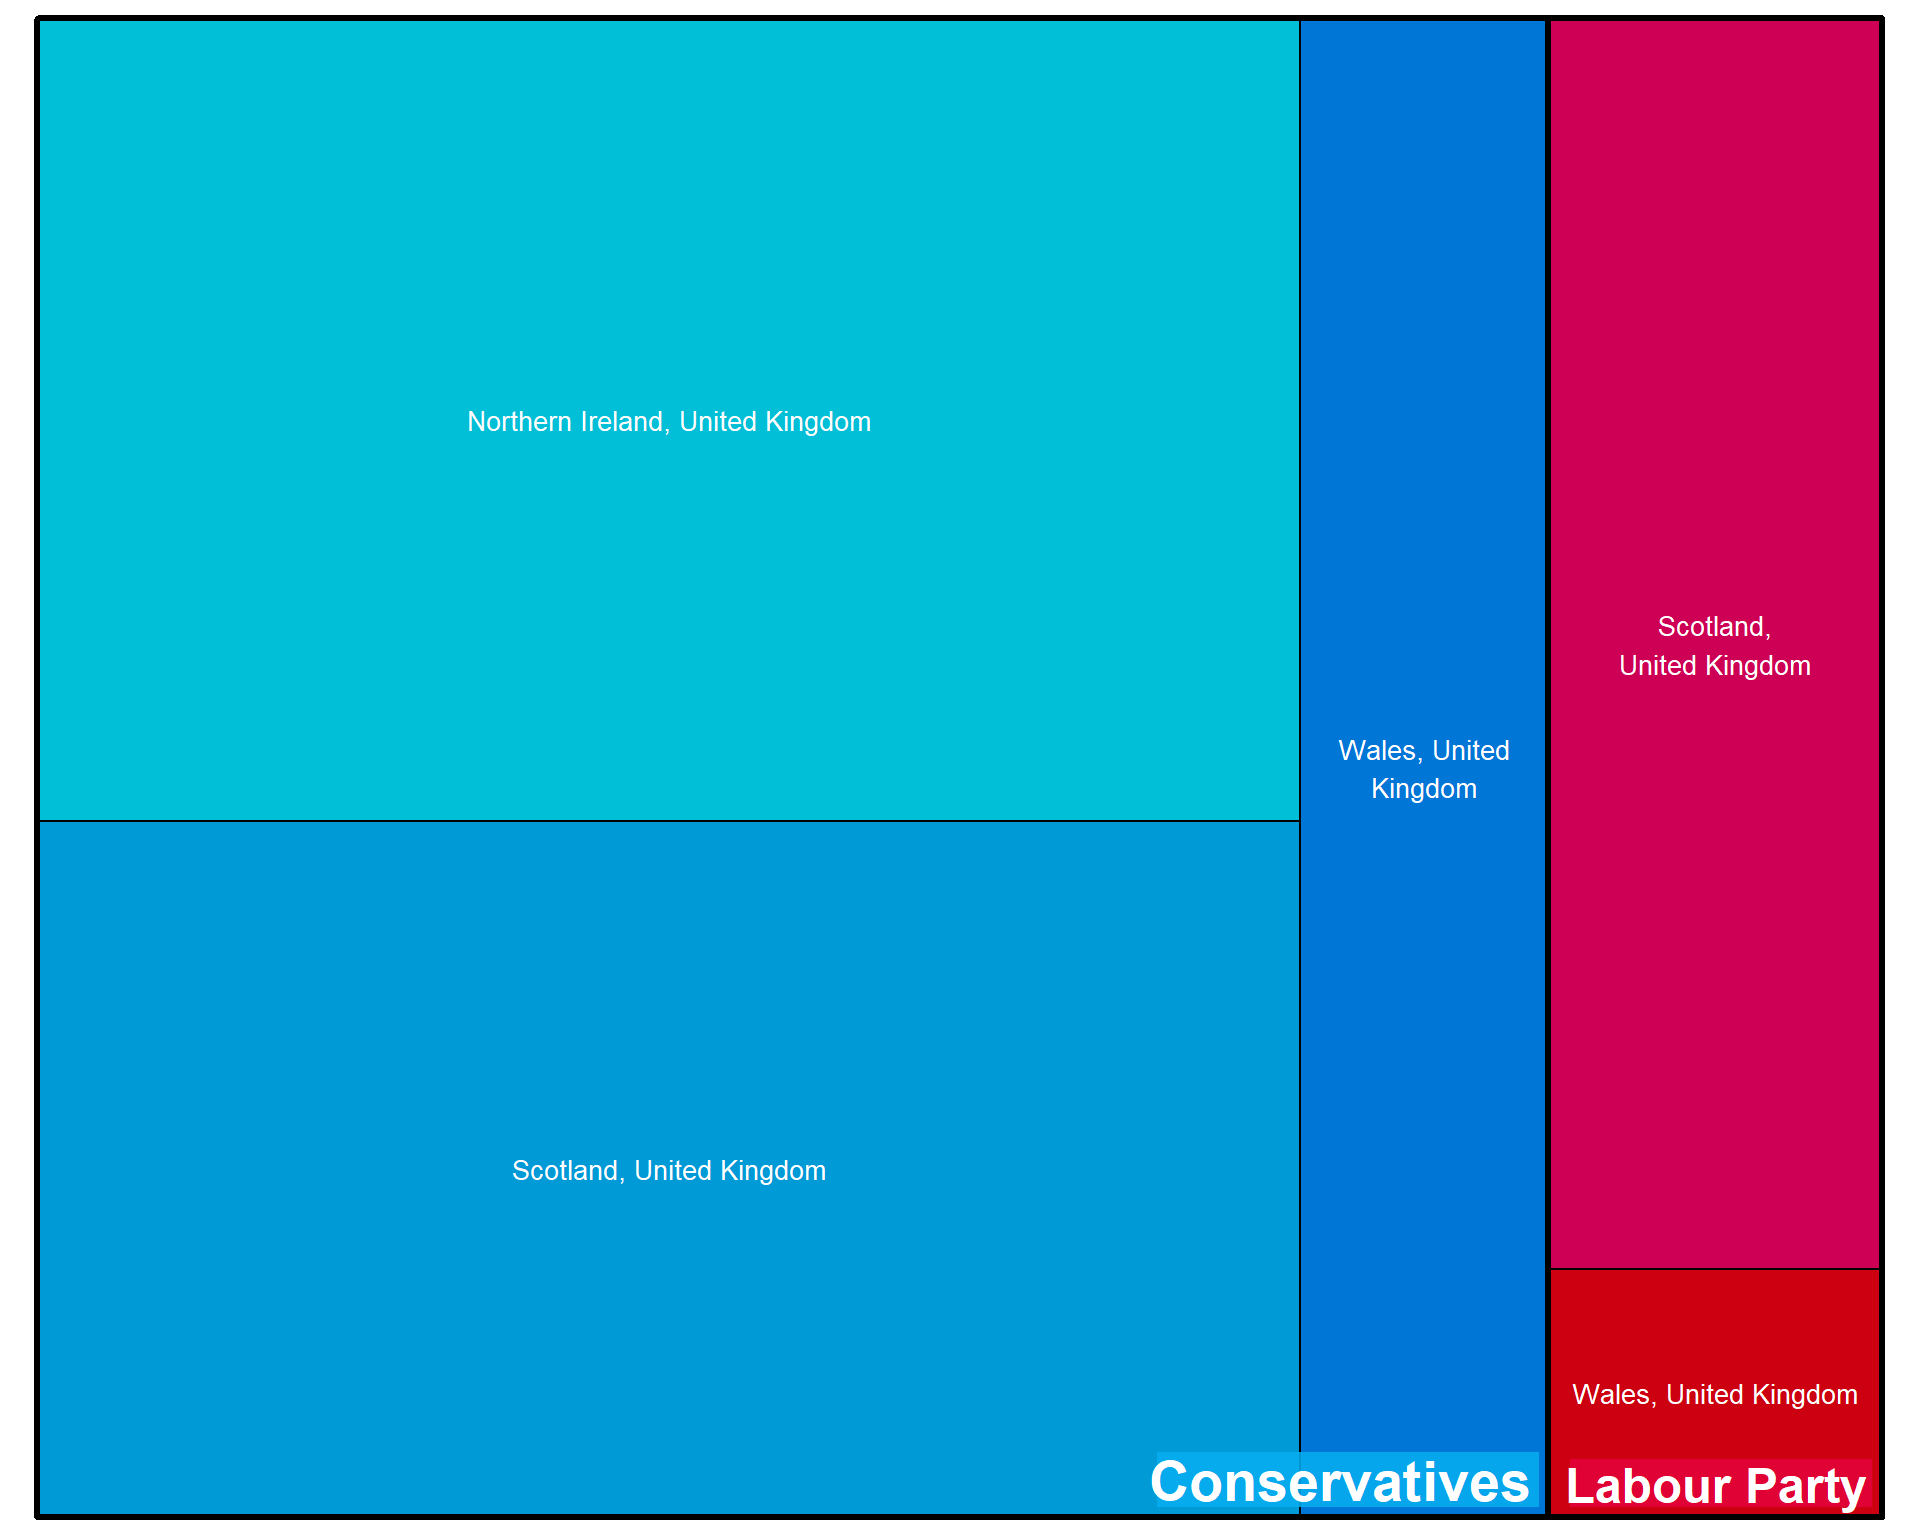 Northern Ireland, United Kingdom
Scotland, United Kingdom
Wales, United
Kingdom
Conservatives
Scotland,
United Kingdom
Wales, United Kingdom
Labour Party